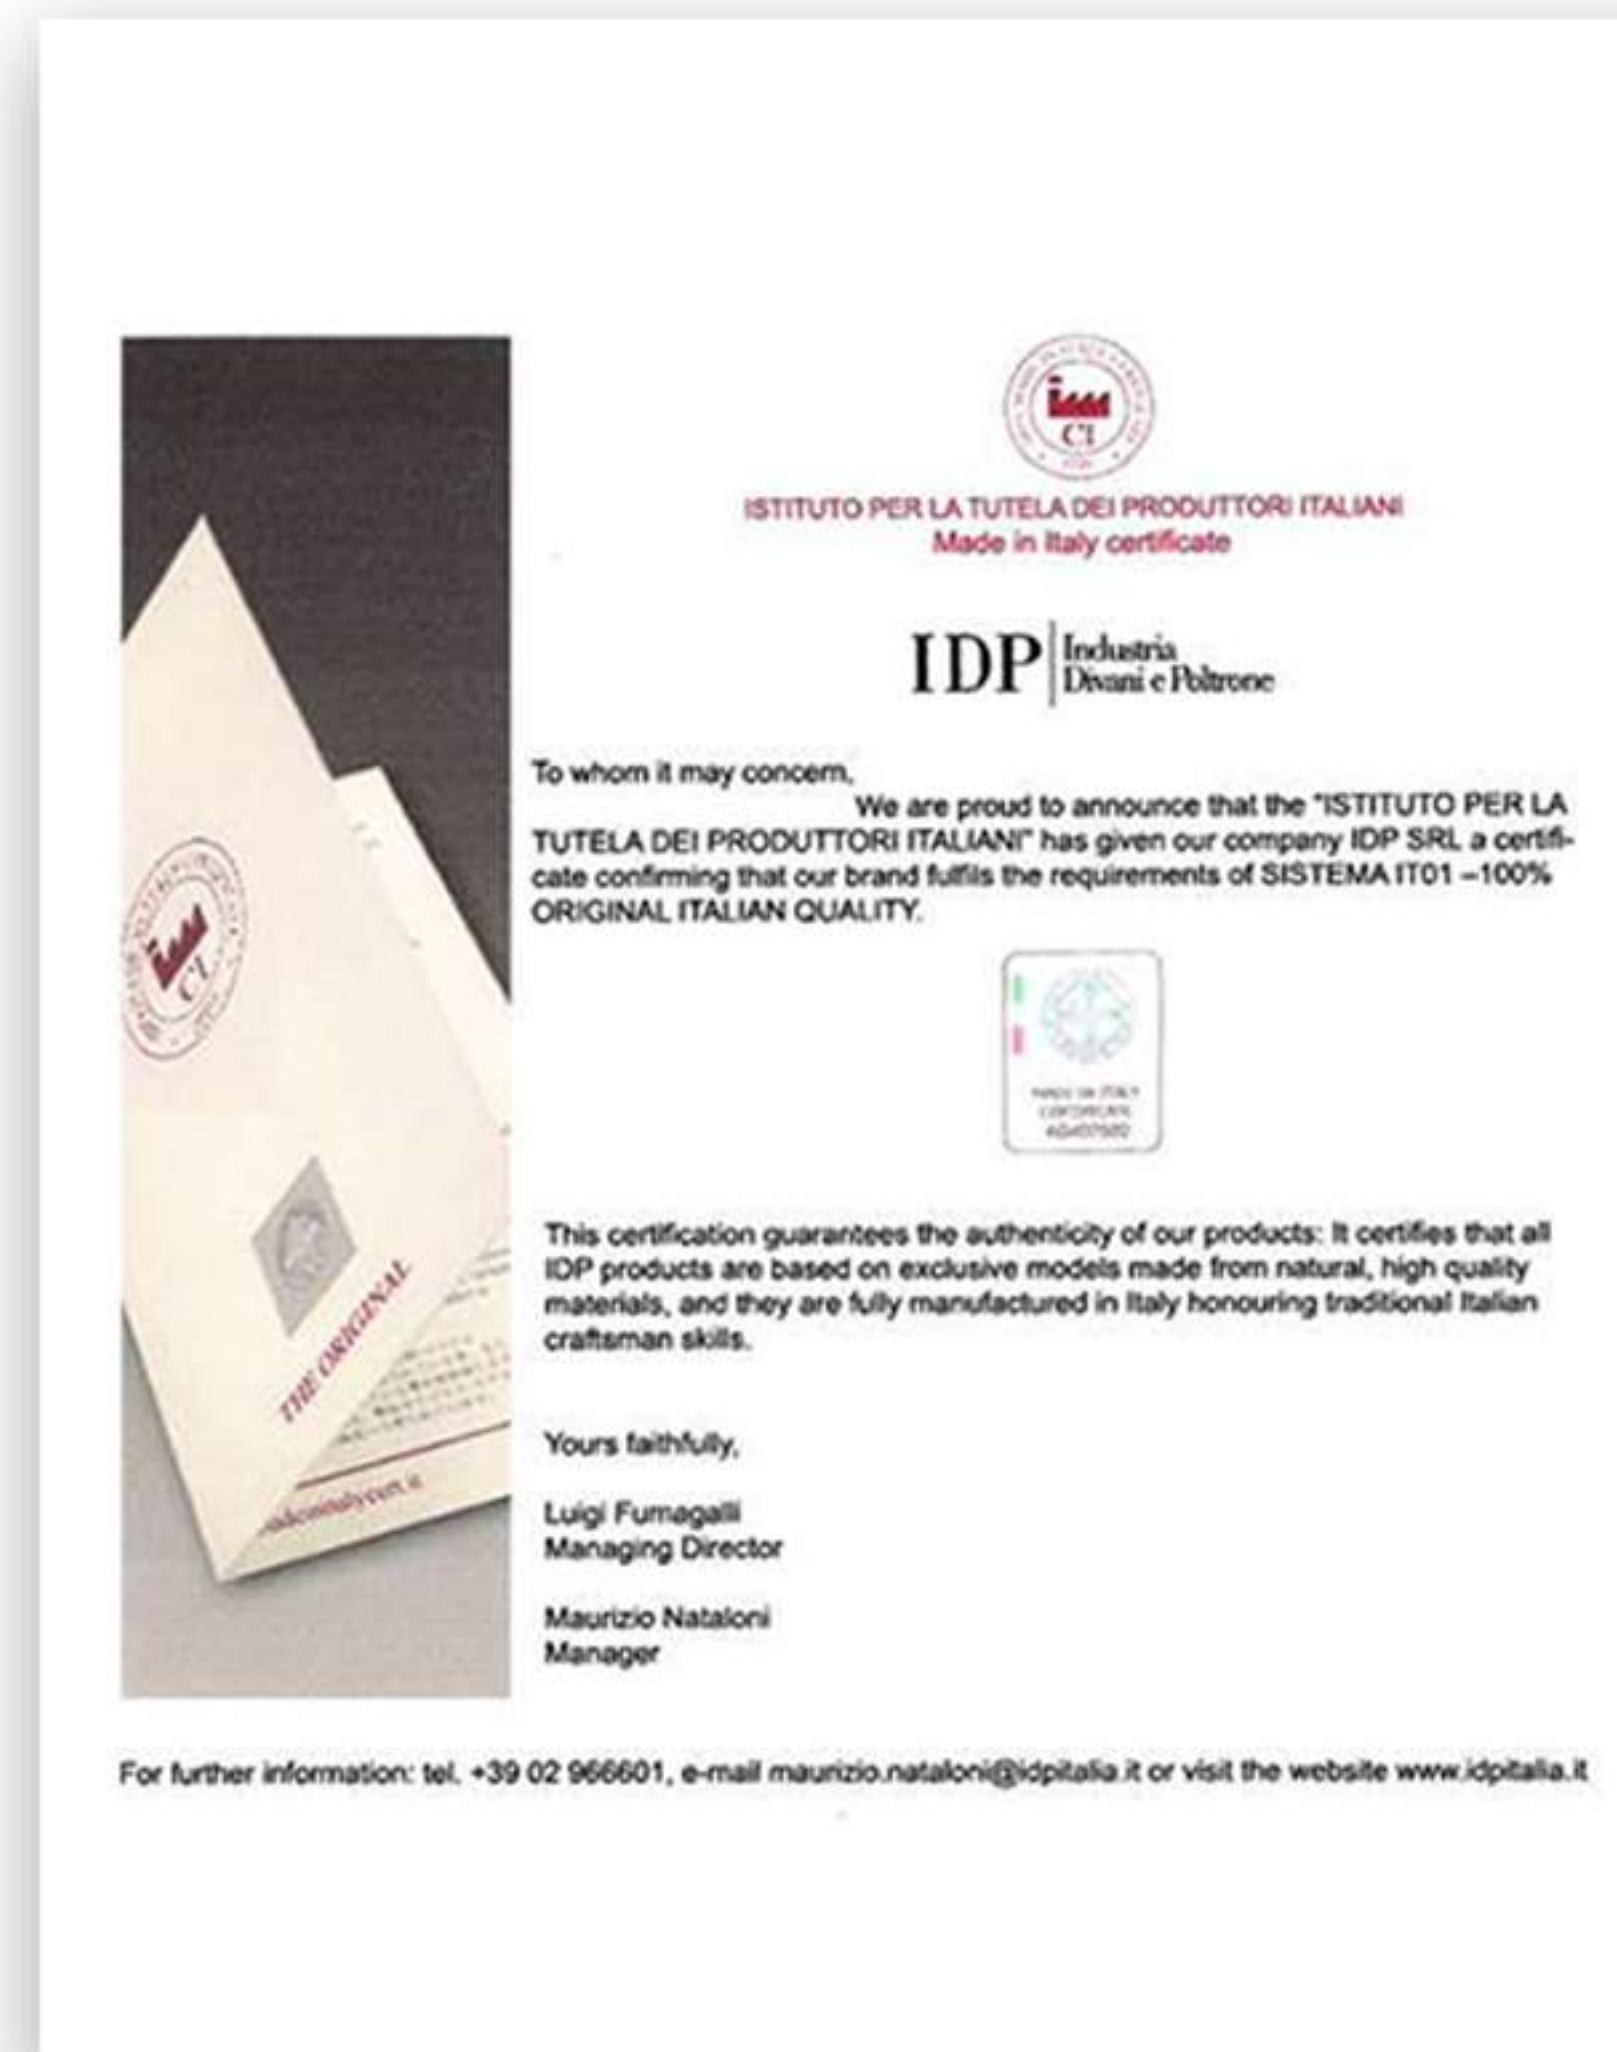 CI
ISTITUTO PER LA TUTELA DEI PRODUTTORI ITALIANI
Made in Italy certificate
IDP
Industria
Divani e Poltrone
To whom it may concern,
We are proud to announce that the "ISTITUTO PER LA
TUTELA DEI PRODUTTORI ITALIANI" has given our company IDP SRL a certifi-
cate confirming that our brand fulfils the requirements of SISTEMA IT01 –100%
ORIGINAL ITALIAN QUALITY.
MADE IN ITALY
CERTIFICATE
This certification guarantees the authenticity of our products: It certifies that all
IDP products are based on exclusive models made from natural, high quality
materials, and they are fully manufactured in Italy honouring traditional Italian
craftsman skills.
Yours faithfully,
Luigi Fumagalli
Managing Director
Maurizio Nataloni
Manager
CI
THE ORIGINAL
For further information: tel. +39 02 966601, e-mail maurizio.nataloni@idpitalia.it or visit the website www.idpitalia.it